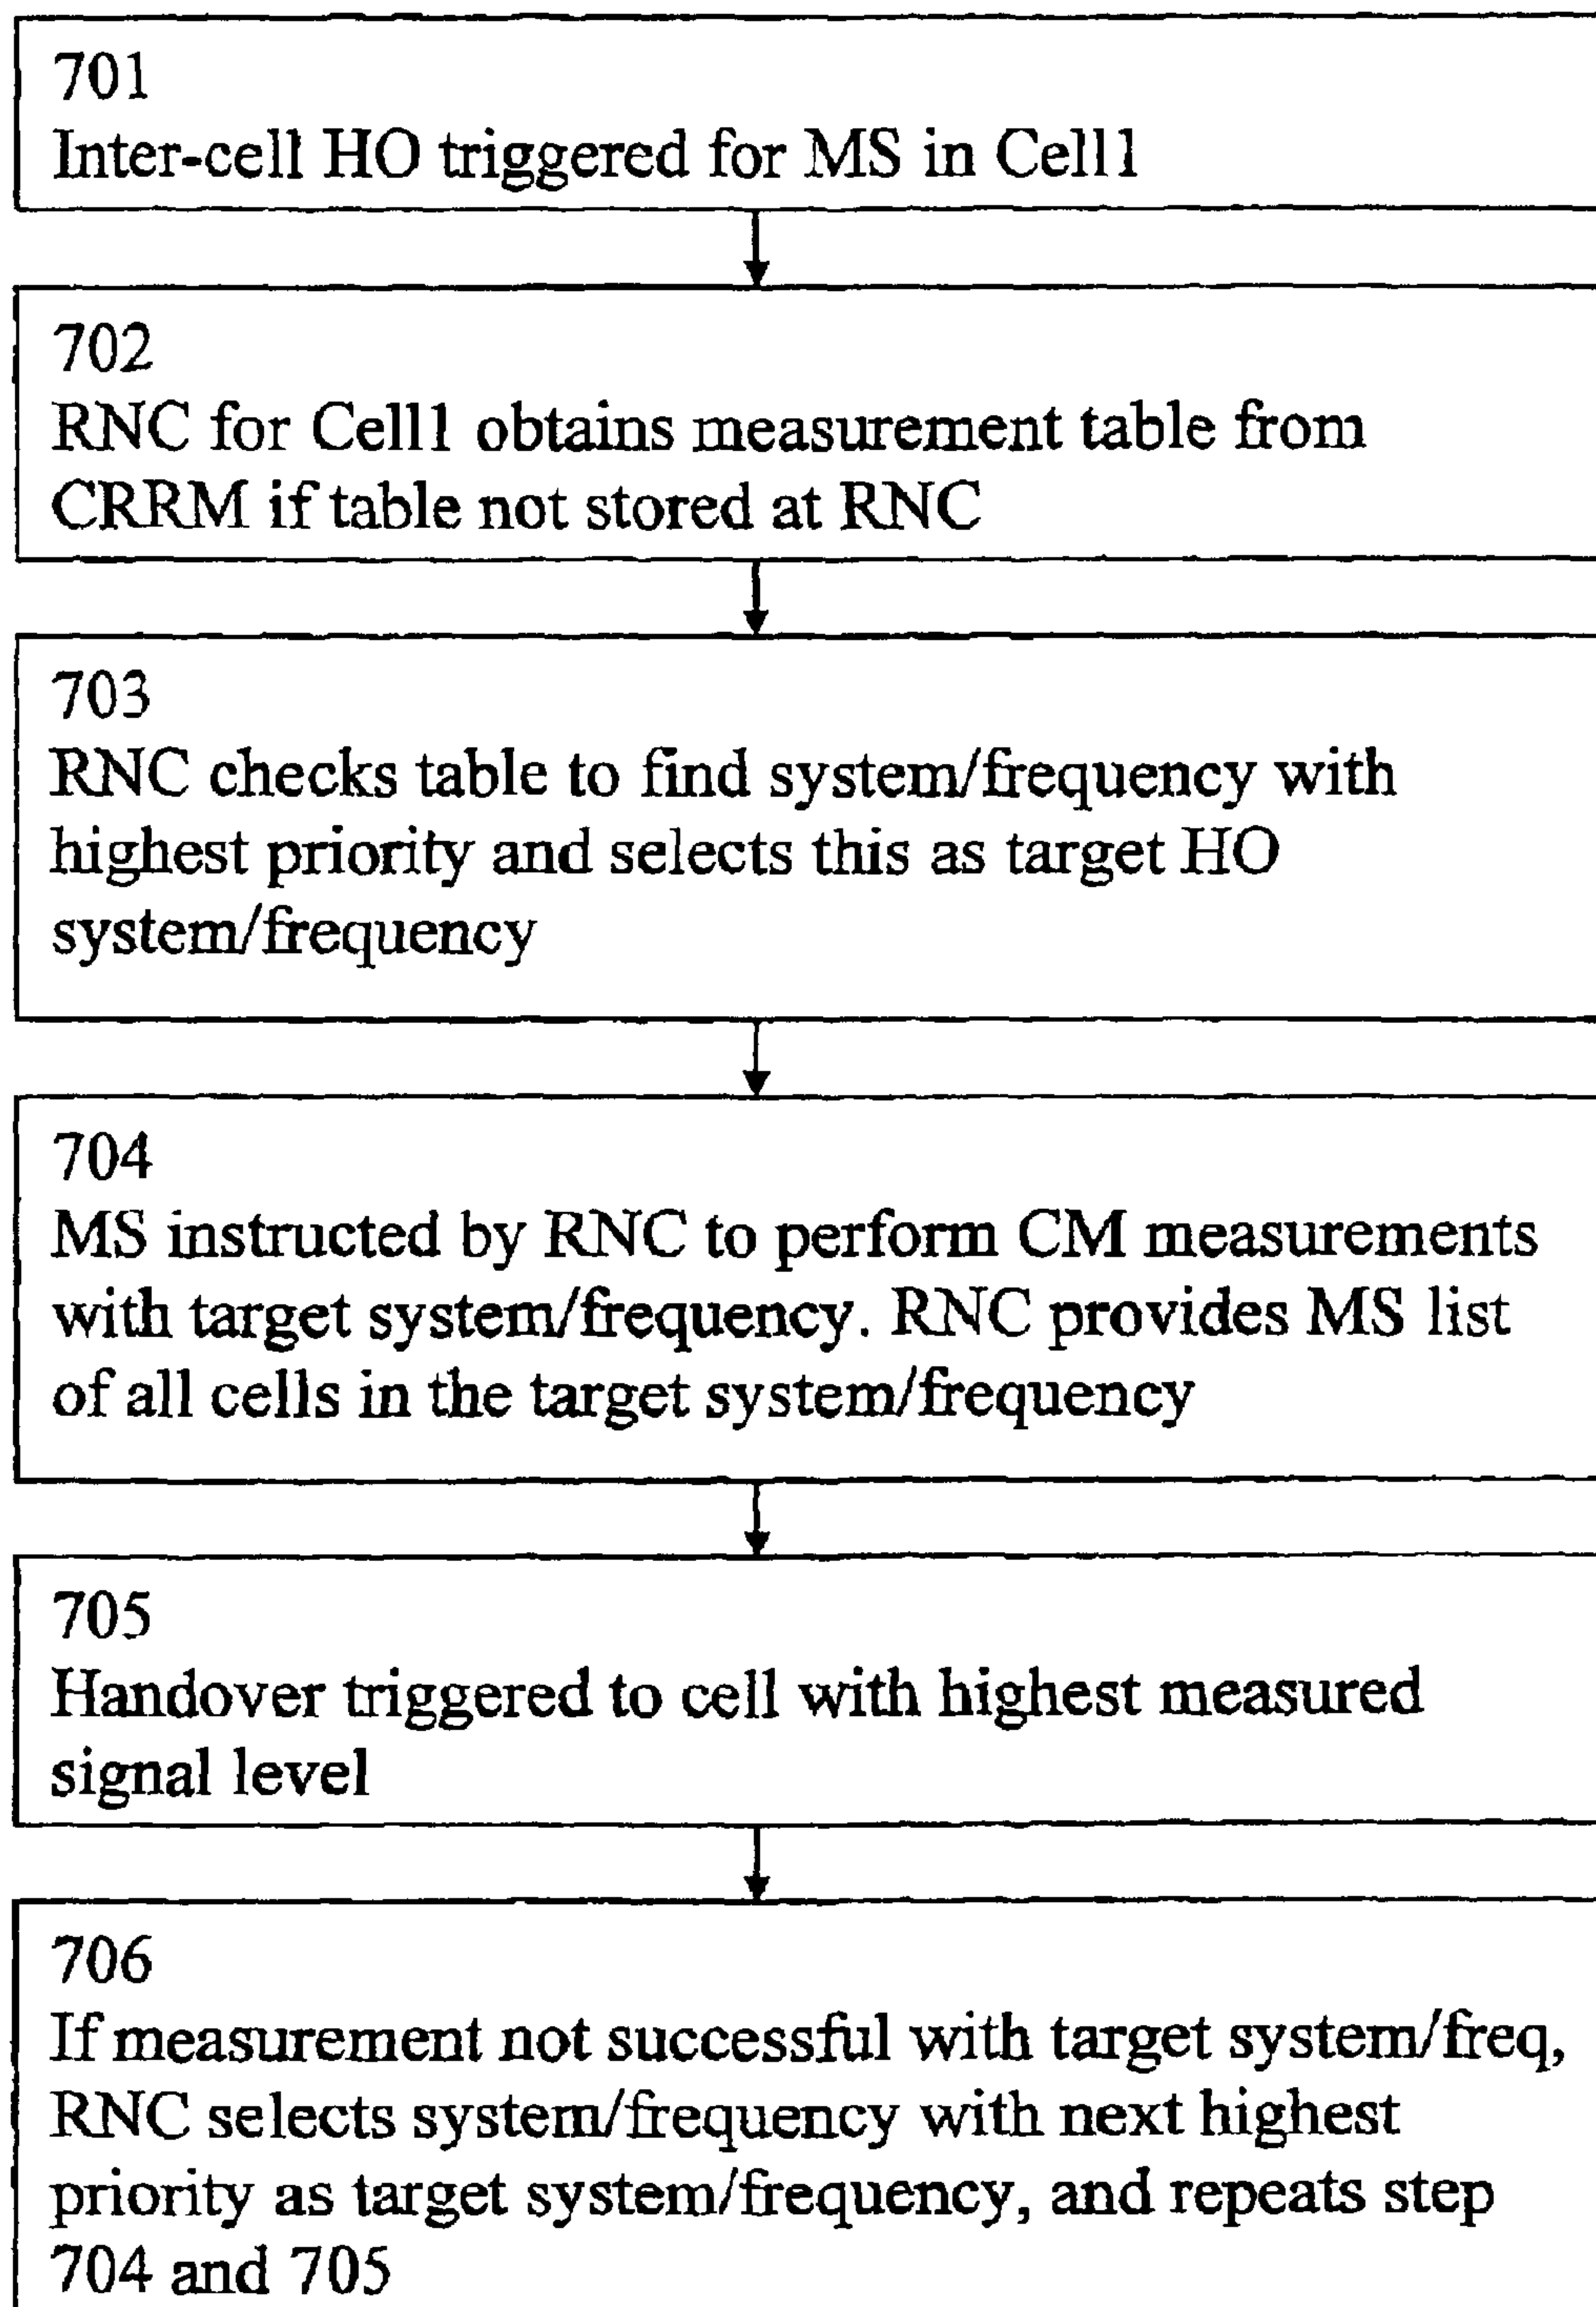 701
Inter-cell HO triggered for MS in Cell1
702
RNC for Cell1 obtains measurement table from
CRRM if table not stored at RNC
703
RNC checks table to find system/frequency with
highest priority and selects this as target HO
system/frequency
704
MS instructed by RNC to perform CM measurements
with target system/frequency. RNC provides MS list
of all cells in the target system/frequency
705
Handover triggered to cell with highest measured
signal level
706
If measurement not successful with target system/freq,
RNC selects system/frequency with next highest
priority as target system/frequency, and repeats step
704 and 705